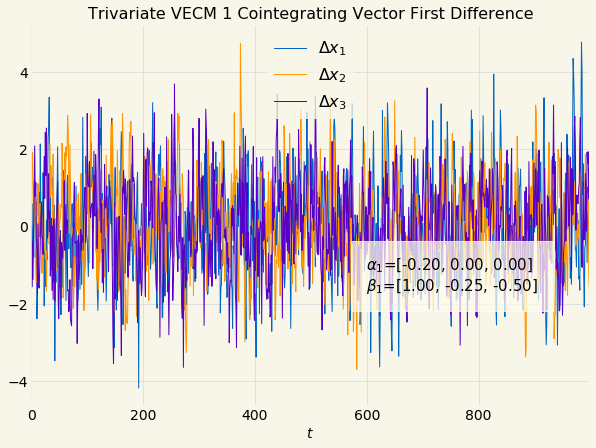 Trivariate VECM 1 Cointegrating Vector First Difference
Δx₁
Δx₂
Δx₃
4
2
0
−2
−4
α₁=[-0.20, 0.00, 0.00]
β₁=[1.00, -0.25, -0.50]
0 200 400 600 800
t